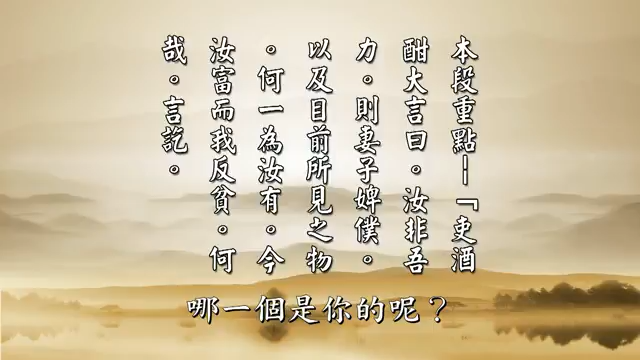 本段重點—「吏酒
酣大言曰。汝非吾
力。則妻子婢僕。
以及目前所見之物
。何一為汝有。今
汝富而我反貧。何
哉。言訖。
哪一個是你的呢？